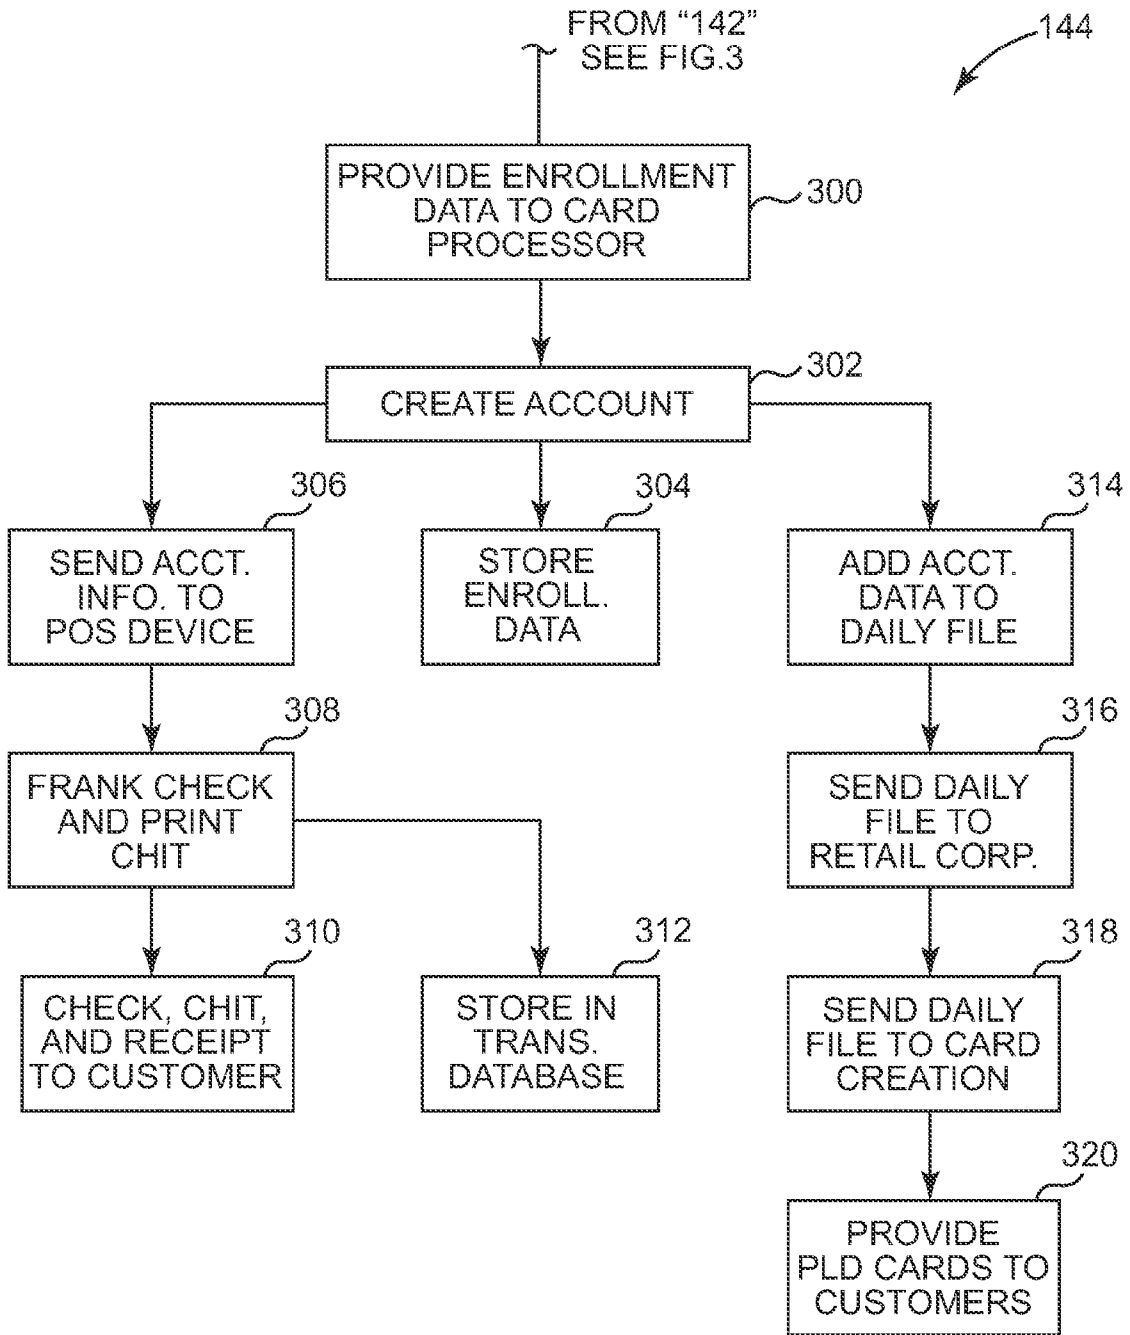 FROM “142”
SEE FIG.3
144
PROVIDE ENROLLMENT
DATA TO CARD
PROCESSOR
300
302
CREATE ACCOUNT
306
304
314
SEND ACCT.
INFO. TO
POS DEVICE
STORE
ENROLL.
DATA
ADD ACCT.
DATA TO
DAILY FILE
308
316
FRANK CHECK
AND PRINT
CHIT
SEND DAILY
FILE TO
RETAIL CORP.
310
312
318
CHECK, CHIT,
AND RECEIPT
TO CUSTOMER
STORE IN
TRANS.
DATABASE
SEND DAILY
FILE TO CARD
CREATION
320
PROVIDE
PLD CARDS TO
CUSTOMERS